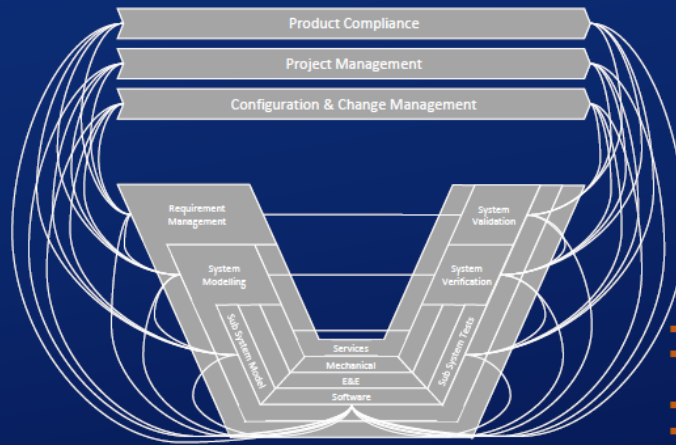 Product Compliance
Project Management
Configuration & Change Management
Requirement
Management
System
Validation
System
Modelling
System
Verification
Sub System Model
Sub System Tests
Services
Mechanical
E&E
Software